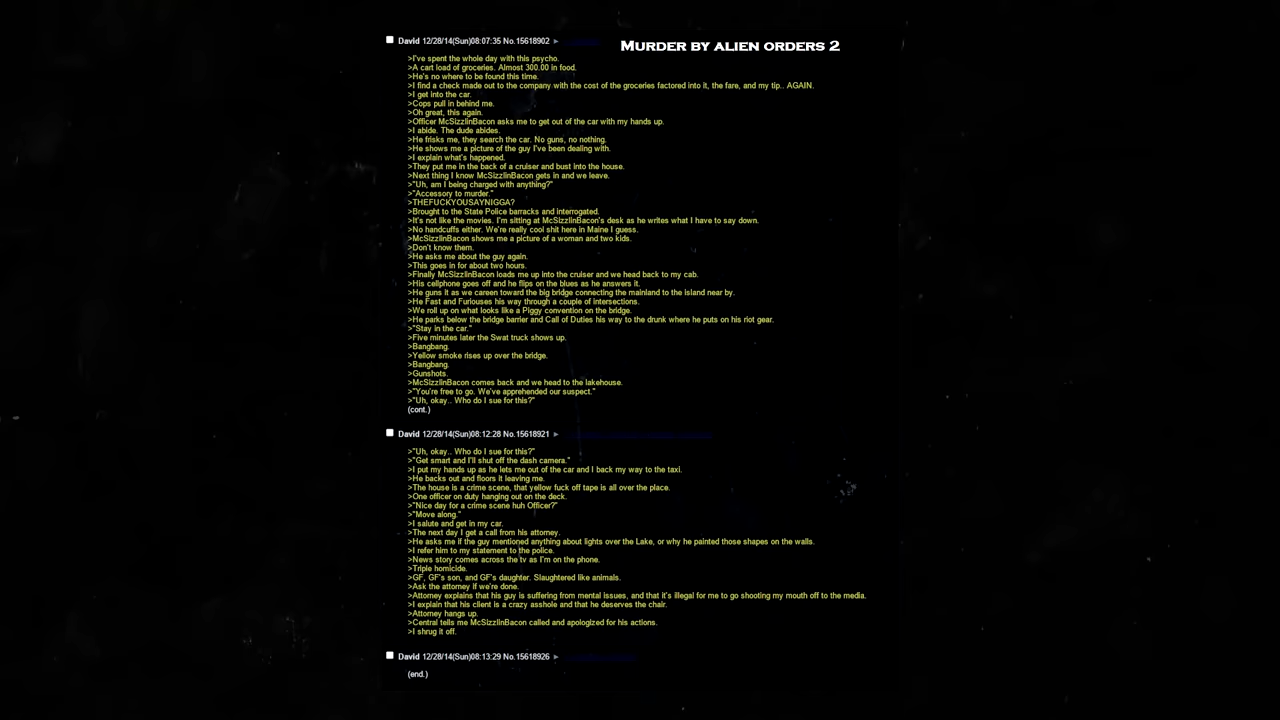 David 12/28/14(Sun)08:07:35 No.15618902 ►
MURDER BY ALIEN ORDERS 2
>I've spent the whole day with this psycho.
>A cart load of groceries. Almost 300.00 in food.
>He's no where to be found this time.
>I find a check made out to the company with the cost of the groceries factored into it, the fare, and my tip.. AGAIN.
>I get into the car.
>Cops pull in behind me.
>Oh great, this again.
>Officer McSizzlinBacon asks me to get out of the car with my hands up.
>I abide. The dude abides.
>He frisks me, they search the car. No guns, no nothing.
>He shows me a picture of the guy I've been dealing with.
>I explain what's happened.
>They put me in the back of a cruiser and bust into the house.
>Next thing I know McSizzlinBacon gets in and we leave.
>"Uh, am I being charged with anything?"
>"Accessory to murder."
>THEFUCKYOUSAYNIGGA?
>Brought to the State Police barracks and interrogated.
>It's not like the movies. I'm sitting at McSizzlinBacon's desk as he writes what I have to say down.
>No handcuffs either. We're really cool shit here in Maine I guess.
>McSizzlinBacon shows me a picture of a woman and two kids.
>Don't know them.
>He asks me about the guy again.
>This goes in for about two hours.
>Finally McSizzlinBacon loads me up into the cruiser and we head back to my cab.
>His cellphone goes off and he flips on the blues as he answers it.
>He guns it as we careen toward the big bridge connecting the mainland to the island near by.
>He Fast and Furiouses his way through a couple of intersections.
>We roll up on what looks like a Piggy convention on the bridge.
>He parks below the bridge barrier and Call of Duties his way to the drunk where he puts on his riot gear.
>"Stay in the car."
>Five minutes later the Swat truck shows up.
>Bangbang.
>Yellow smoke rises up over the bridge.
>Bangbang.
>Gunshots.
>McSizzlinBacon comes back and we head to the lakehouse.
>"You're free to go. We've apprehended our suspect."
>"Uh, okay.. Who do I sue for this?"
(cont.)
David 12/28/14(Sun)08:12:28 No.15618921 ►
>"Uh, okay.. Who do I sue for this?"
>"Get smart and I'll shut off the dash camera."
>I put my hands up as he lets me out of the car and I back my way to the taxi.
>He backs out and floors it leaving me.
>The house is a crime scene, that yellow fuck off tape is all over the place.
>One officer on duty hanging out on the deck.
>"Nice day for a crime scene huh Officer?"
>"Move along."
>I salute and get in my car.
>The next day I get a call from his attorney.
>He asks me if the guy mentioned anything about lights over the Lake, or why he painted those shapes on the walls.
>I refer him to my statement to the police.
>News story comes across the tv as I'm on the phone.
>Triple homicide.
>GF, GF's son, and GF's daughter. Slaughtered like animals.
>Ask the attorney if we're done.
>Attorney explains that his guy is suffering from mental issues, and that it's illegal for me to go shooting my mouth off to the media.
>I explain that his client is a crazy asshole and that he deserves the chair.
>Attorney hangs up.
>Central tells me McSizzlinBacon called and apologized for his actions.
>I shrug it off.
David 12/28/14(Sun)08:13:29 No.15618926 ►
(end.)